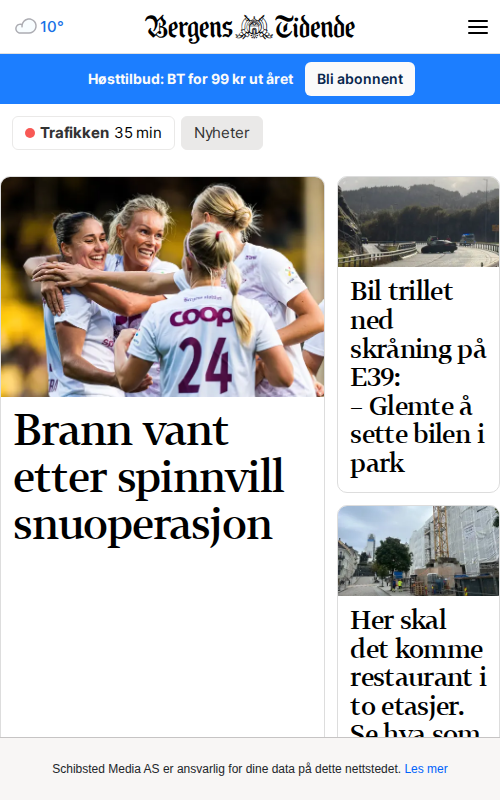 10°
Bergens Tidende
Høsttilbud: BT for 99 kr ut året
Bli abonnent
Trafikken 35 min
Nyheter
coop
24
Brann vant
etter spinnvill
snuoperasjon
Bil trillet
ned
skråning på
E39:
– Glemte å
sette bilen i
park
Her skal
det komme
restaurant i
to etasjer.
Se hva som
Schibsted Media AS er ansvarlig for dine data på dette nettstedet. Les mer